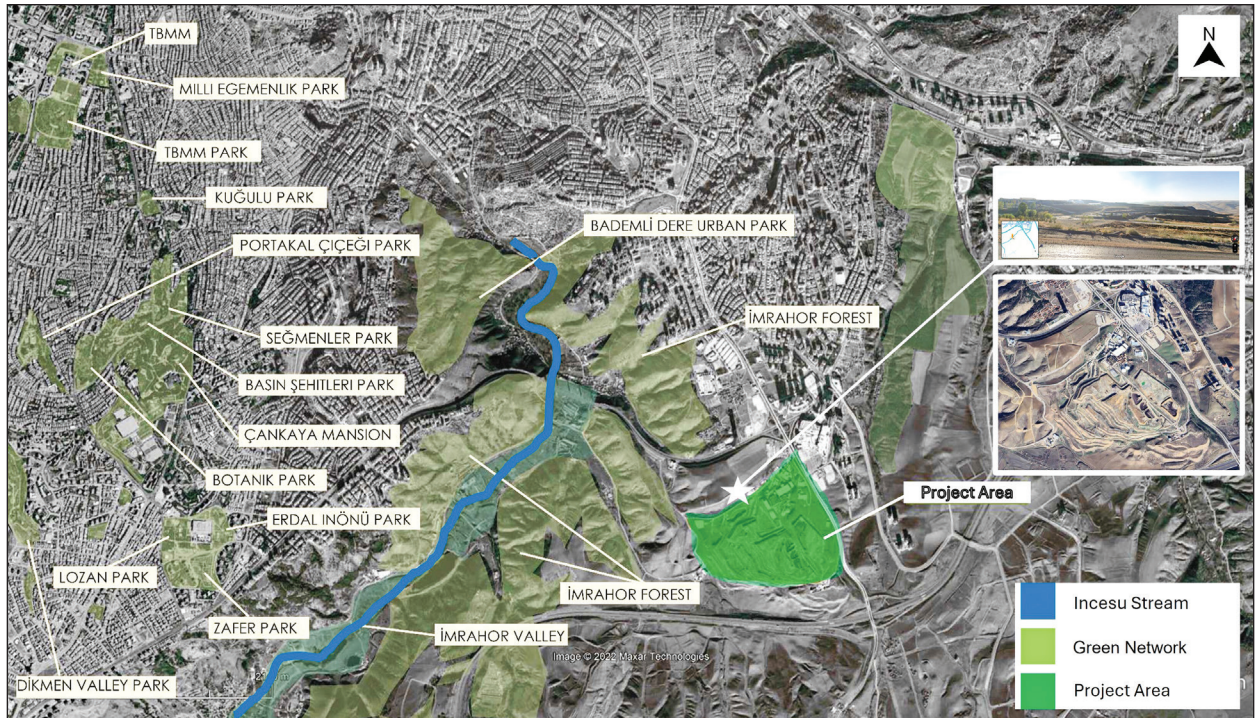 TBMM
N
MILLI EGEMENLIK PARK
TBMM PARK
KUĞULU PARK
BADEMLİ DERE URBAN PARK
PORTAKAL ÇIÇEĞI PARK
İMRAHOR FOREST
SEĞMENLER PARK
BASIN ŞEHITLERI PARK
ÇANKAYA MANSION
BOTANIK PARK
Project Area
ERDAL INÖNÜ PARK
LOZAN PARK
İMRAHOR FOREST
ZAFER PARK
İMRAHOR VALLEY
Image © 2022 Maxar Technologies
DİKMEN VALLEY PARK
Incesu Stream
Green Network
Project Area